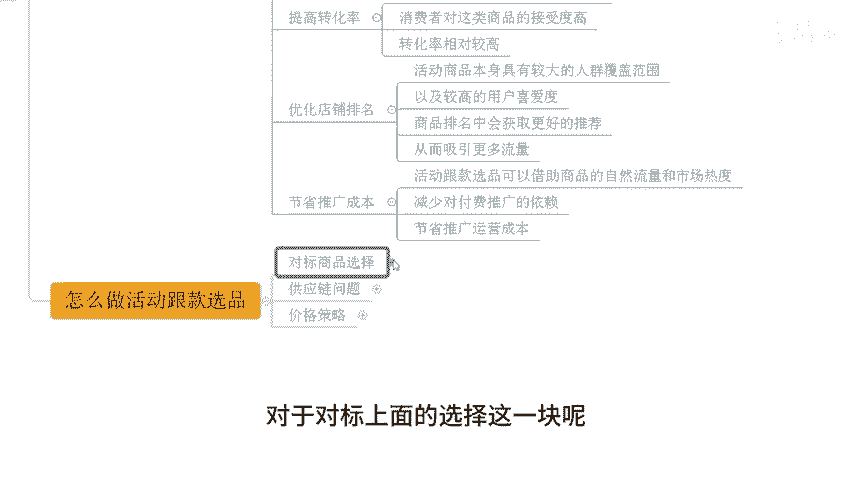 提高转化率
消费者对这类商品的接受度高
转化率相对较高
优化店铺排名
活动商品本身具有较大的人群覆盖范围
以及较高的用户喜爱度
商品排名中会获取更好的推荐
从而吸引更多流量
节省推广成本
活动跟款选品可以借助商品的自然流量和市场热度
减少对付费推广的依赖
节省推广运营成本
怎么做活动跟款选品
对标商品选择
供应链问题
价格策略
对于对标上面的选择这一块呢